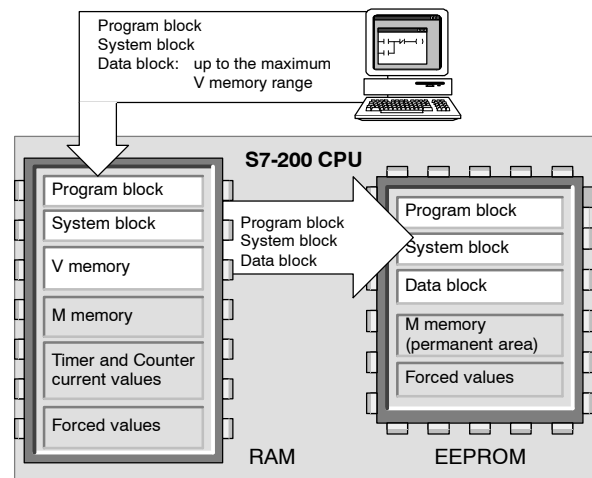 Program block
System block
Data block: up to the maximum
V memory range
S7-200 CPU
Program block
System block
V memory
M memory
Timer and Counter
current values
Forced values
RAM
Program block
System block
Data block
Program block
System block
Data block
M memory
(permanent area)
Forced values
EEPROM